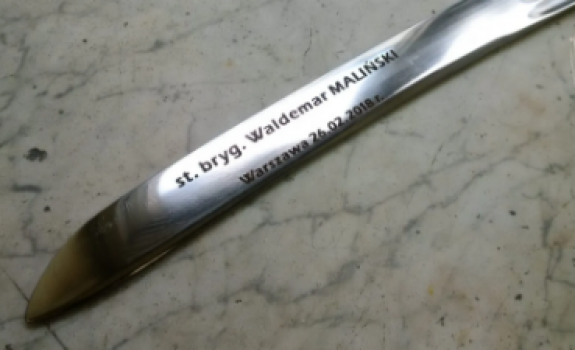 st. bryg. Waldemar MALIŃSKI
Warszawa 26.02.2018 r.